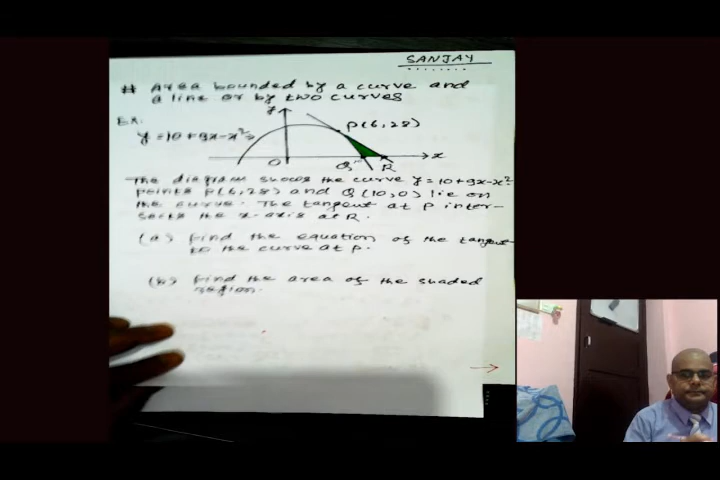 SANJAY
# Area bounded by a curve and
a line or by two curves
Ex:
y = 10 + 9x - x²
y
P(6, 28)
O
Q
R
x
The diagram shows the curve y = 10 + 9x - x².
Points P(6, 28) and Q(10, 0) lie on
the curve. The tangent at P inter-
sects the x-axis at R.
(a) Find the equation of the tangent
to the curve at P.
(b) Find the area of the shaded
region.